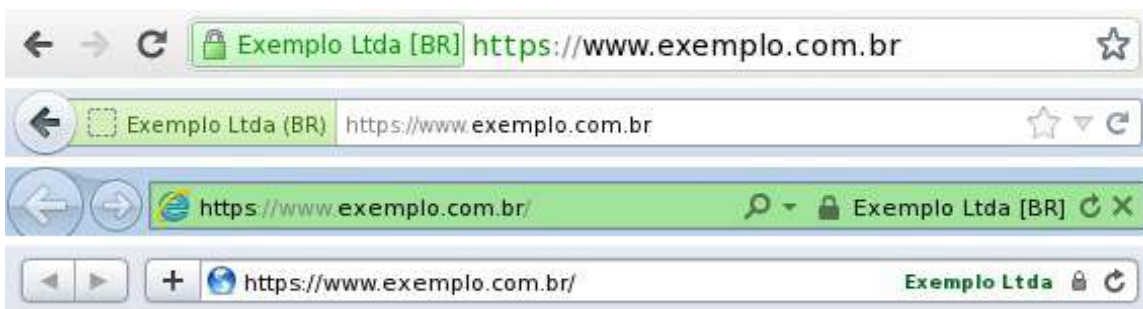 Exemplo Ltda [BR] https://www.exemplo.com.br
Exemplo Ltda (BR) https://www.exemplo.com.br
https://www.exemplo.com.br/ Exemplo Ltda [BR]
https://www.exemplo.com.br/ Exemplo Ltda